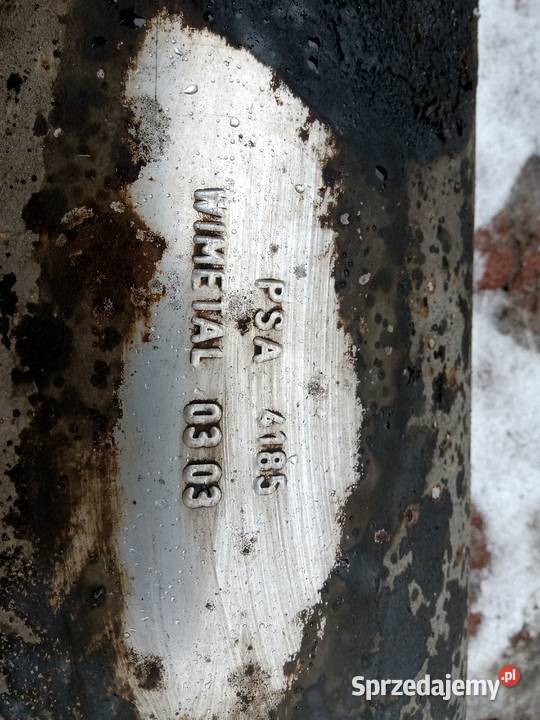 PSA 4185
WIMETAL 03 03
Sprzedajemy.pl